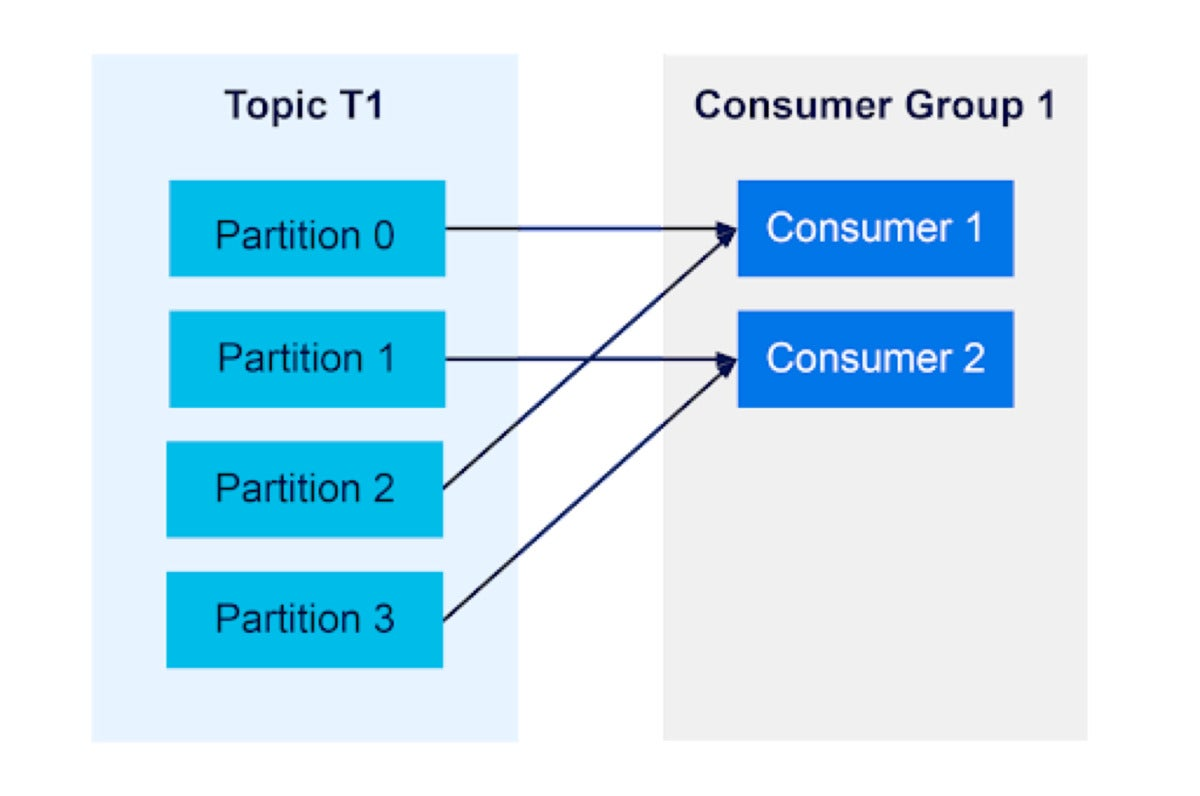 Topic T1
Partition 0
Partition 1
Partition 2
Partition 3
Consumer Group 1
Consumer 1
Consumer 2